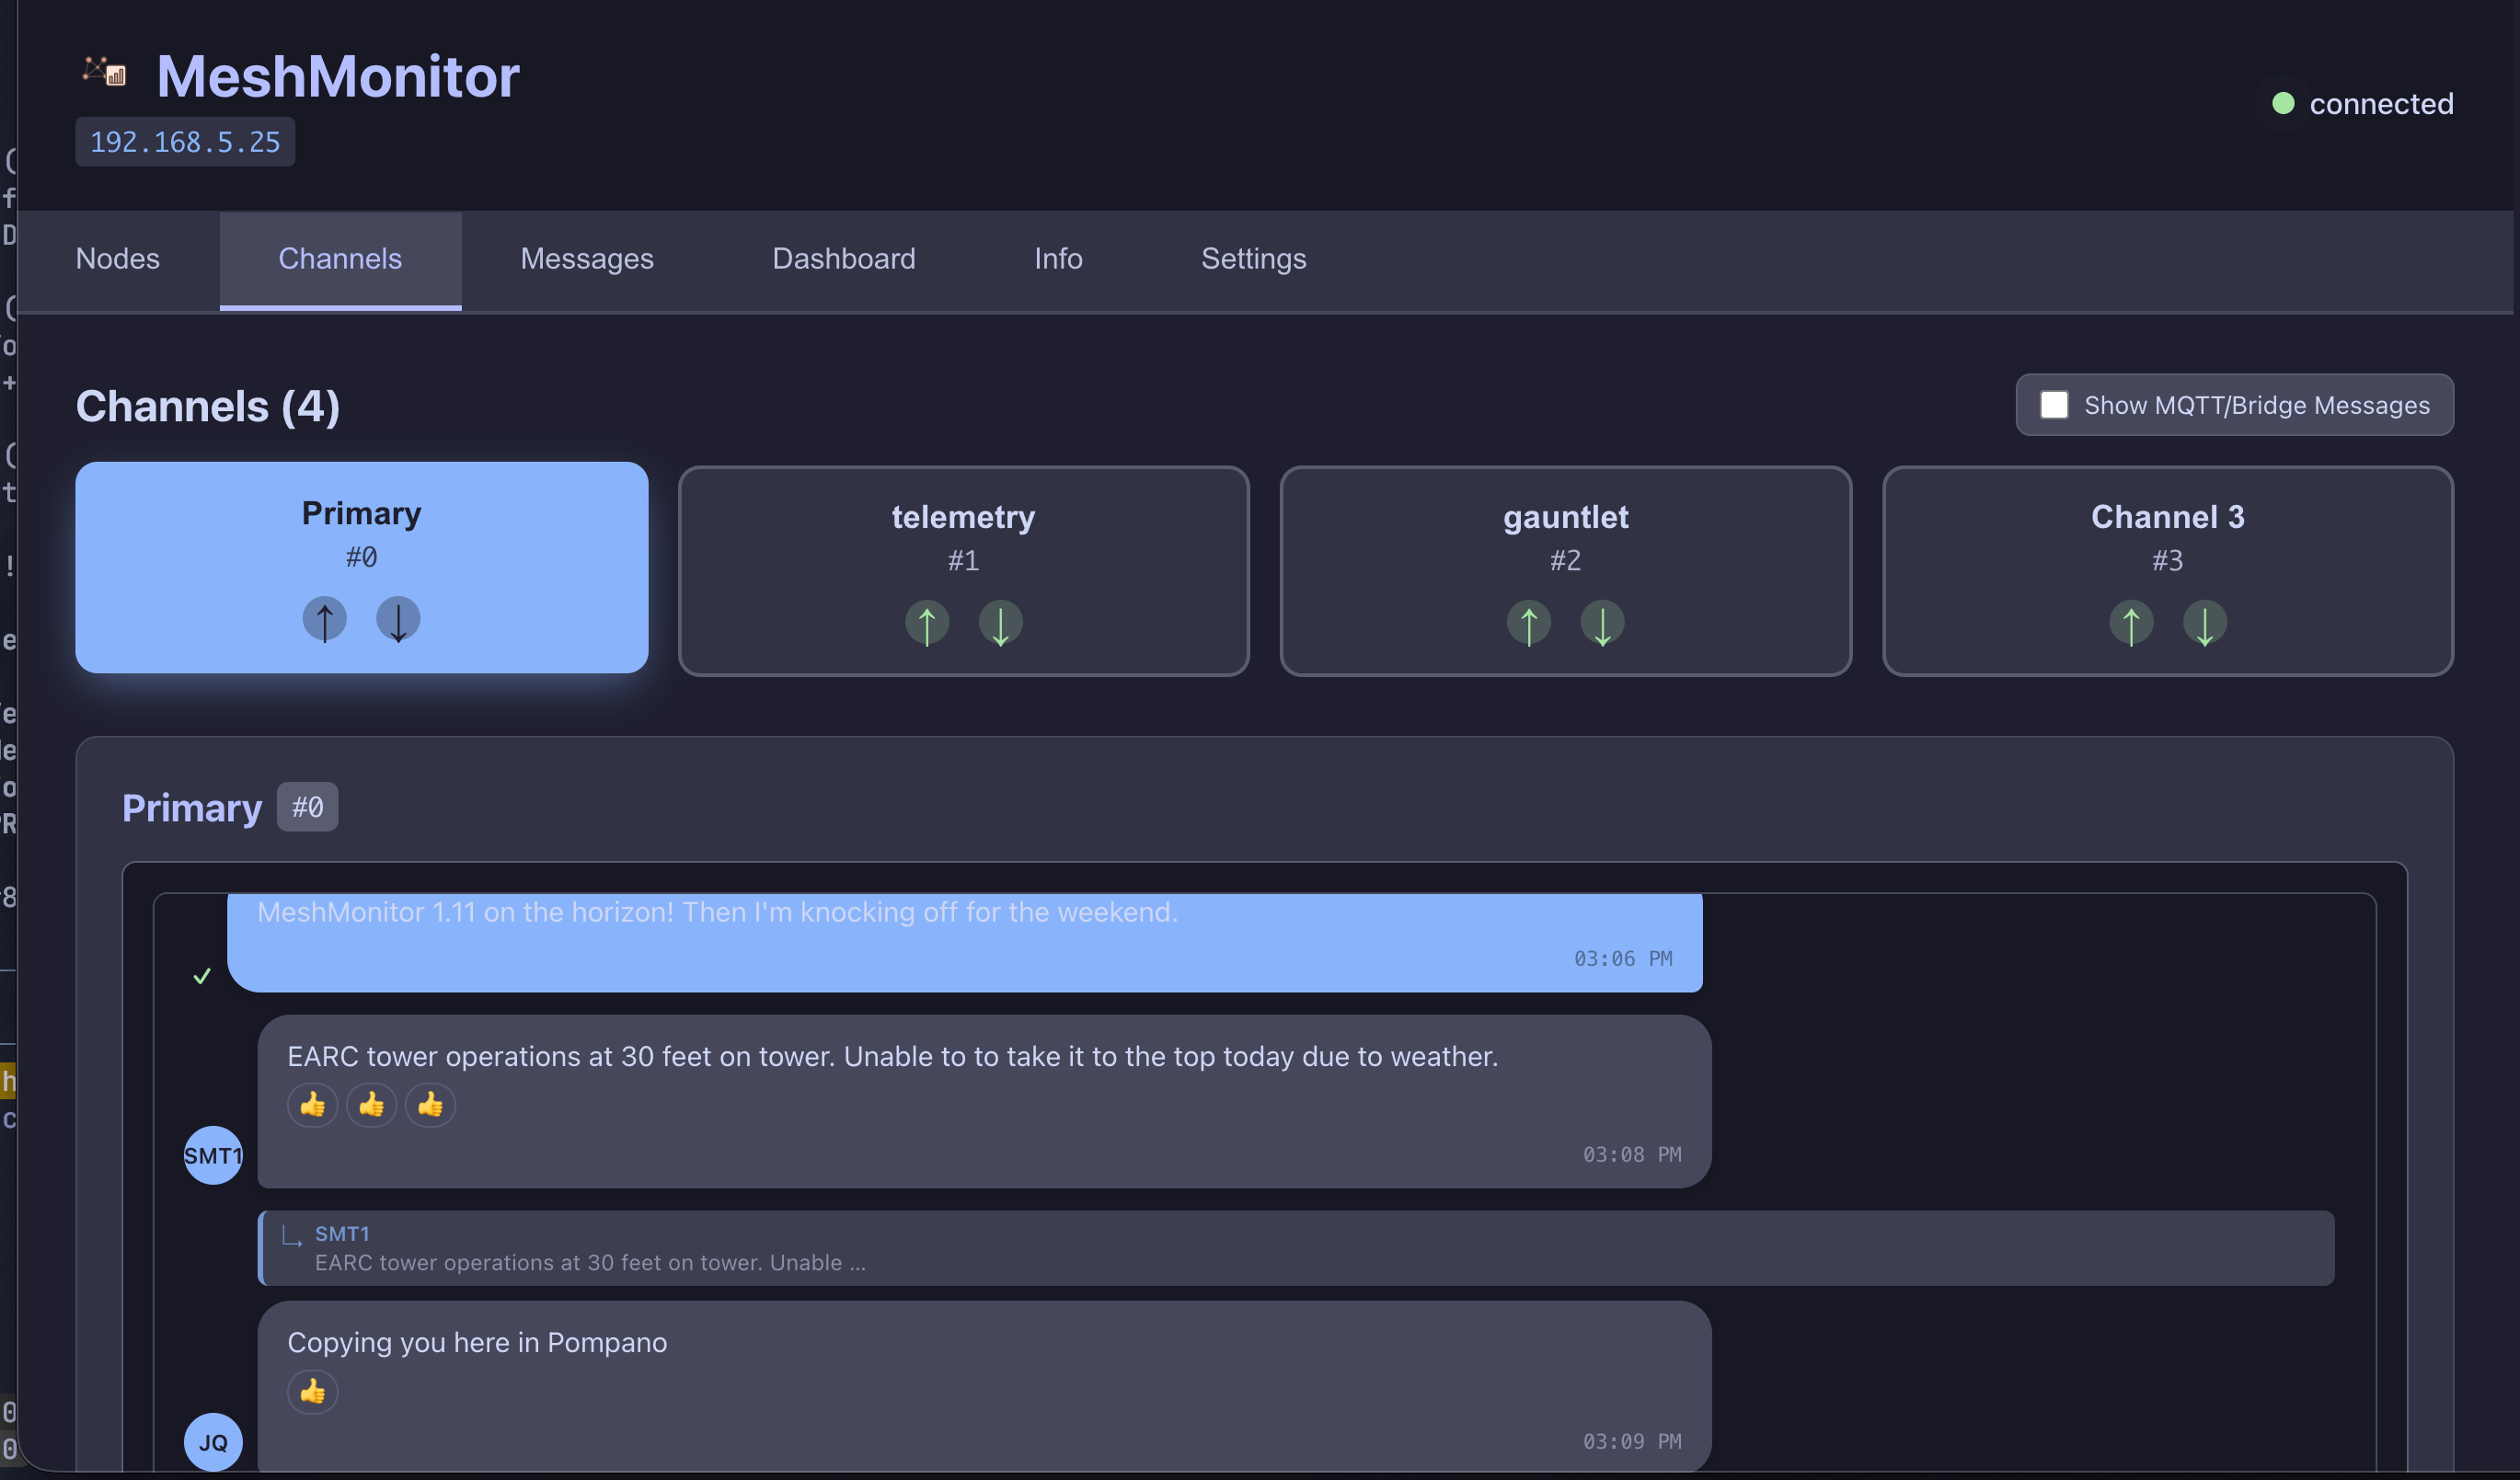 MeshMonitor
192.168.5.25
connected
Nodes Channels Messages Dashboard Info Settings
Channels (4)
Show MQTT/Bridge Messages
Primary
#0
↑ ↓
telemetry
#1
↑ ↓
gauntlet
#2
↑ ↓
Channel 3
#3
↑ ↓
Primary #0
MeshMonitor 1.11 on the horizon! Then I'm knocking off for the weekend.
03:06 PM
✓
EARC tower operations at 30 feet on tower. Unable to to take it to the top today due to weather.
👍 👍 👍
SMT1
03:08 PM
SMT1
EARC tower operations at 30 feet on tower. Unable ...
Copying you here in Pompano
👍
JQ
03:09 PM